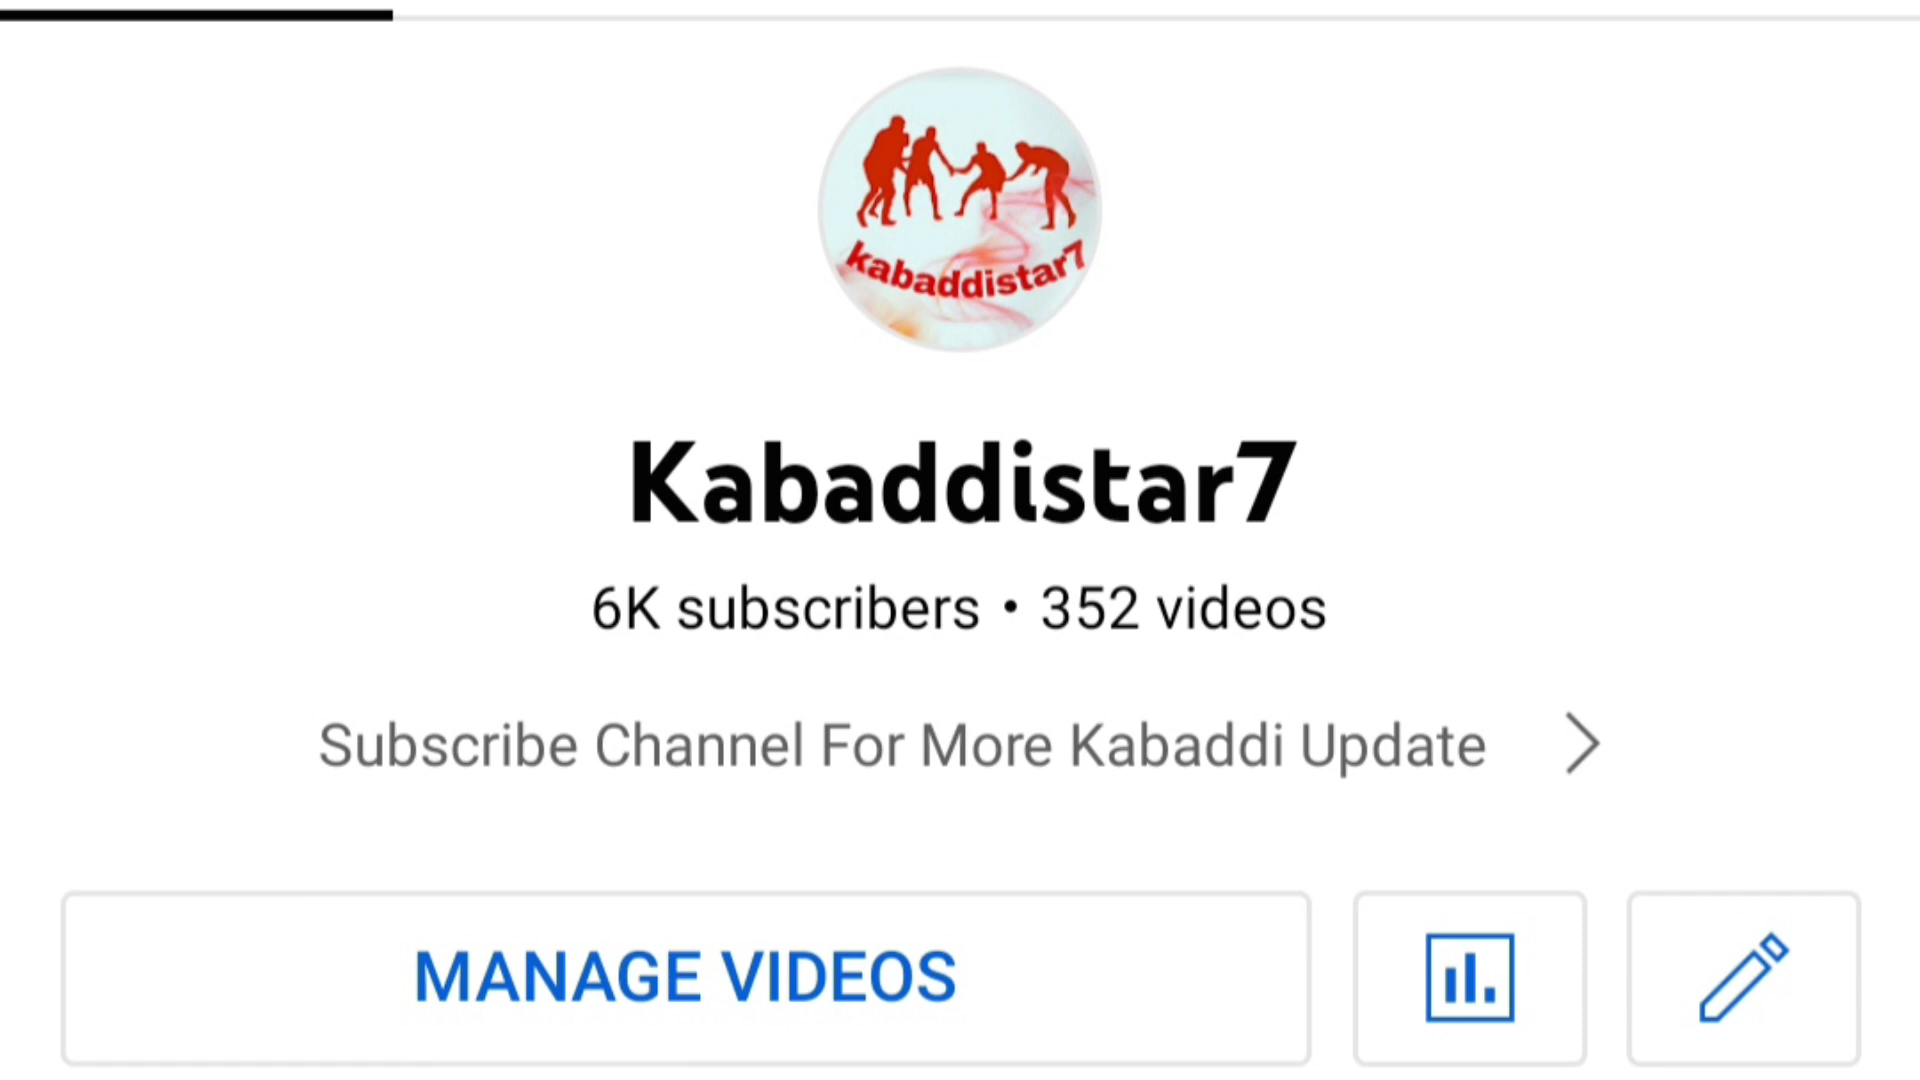 kabaddistar7
Kabaddistar7
6K subscribers • 352 videos
Subscribe Channel For More Kabaddi Update
MANAGE VIDEOS